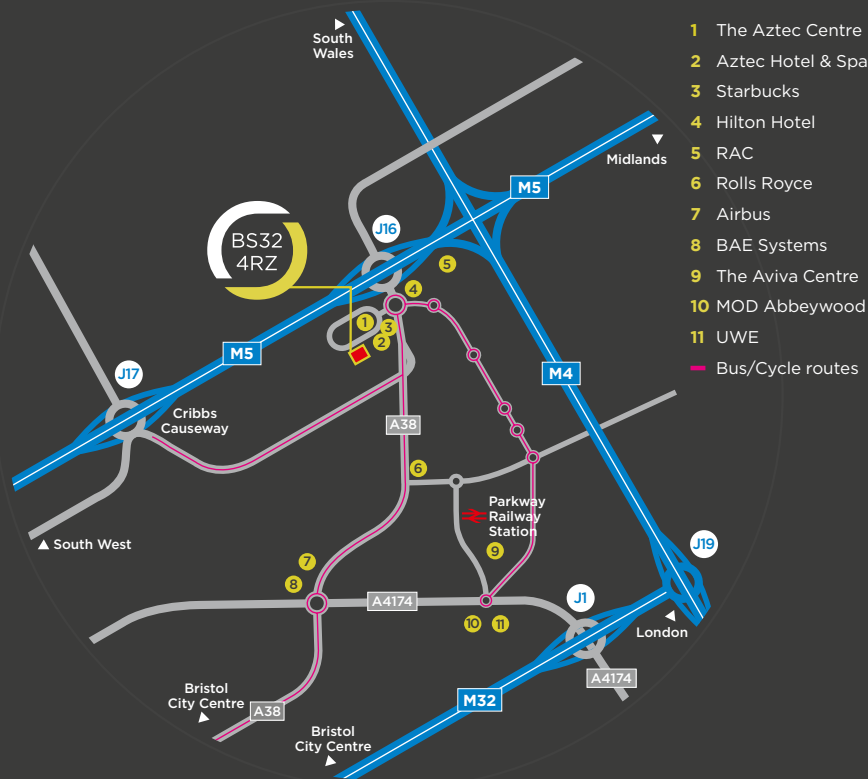 South
Wales
1 The Aztec Centre
2 Aztec Hotel & Spa
3 Starbucks
4 Hilton Hotel
5 RAC
6 Rolls Royce
7 Airbus
8 BAE Systems
9 The Aviva Centre
10 MOD Abbeywood
11 UWE
Bus/Cycle routes
Midlands
M5
J16
BS32
4RZ
5
4
1
3
2
M5
J17
M4
Cribbs
Causeway
A38
6
Parkway
Railway
Station
South West
J19
9
7
8
A4174
J1
10
11
London
A4174
Bristol
City Centre
A38
M32
Bristol
City Centre